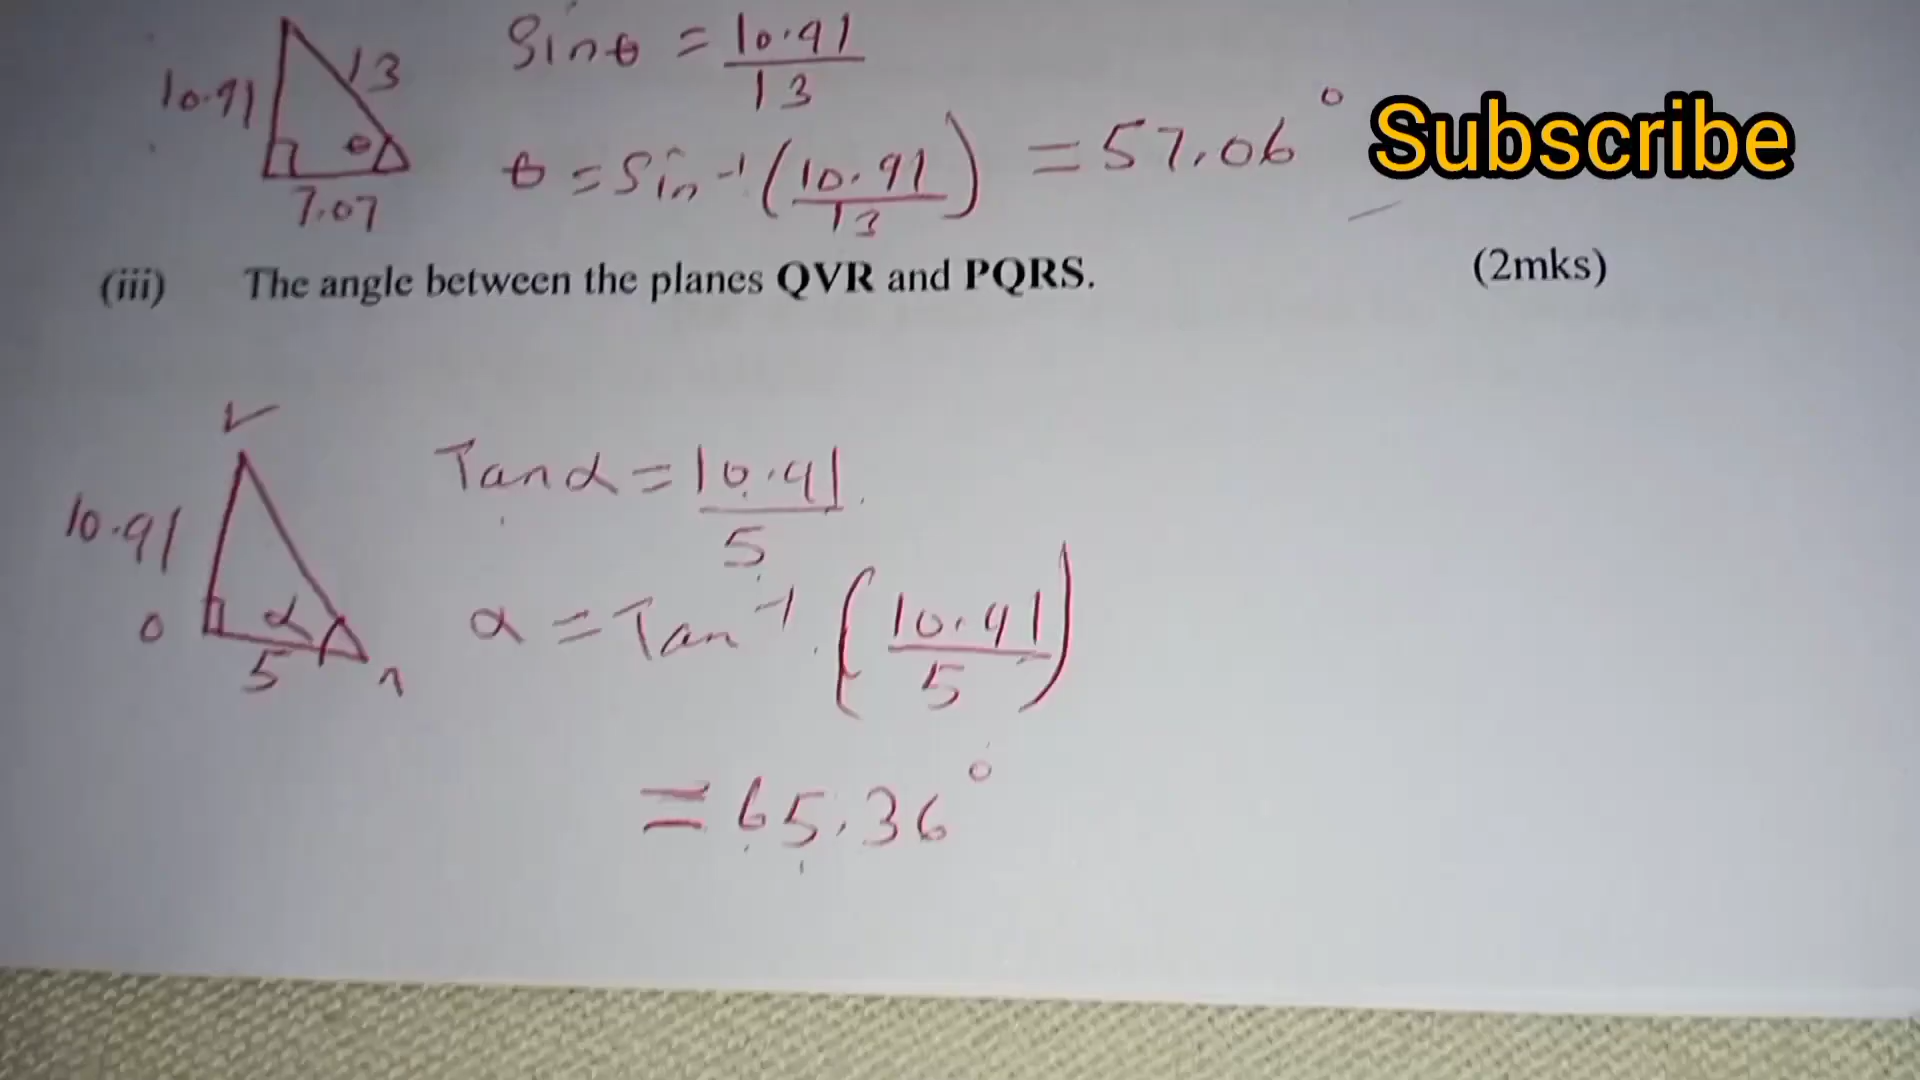 10.91 13 Sinθ = 10.91/13
7.07
θ = Sin⁻¹(10.91/13) = 57.06°
Subscribe
(iii) The angle between the planes QVR and PQRS. (2mks)
V
10.91
0 α
5
Tan α = 10.91/5
α = Tan⁻¹(10.91/5)
= 65.36°